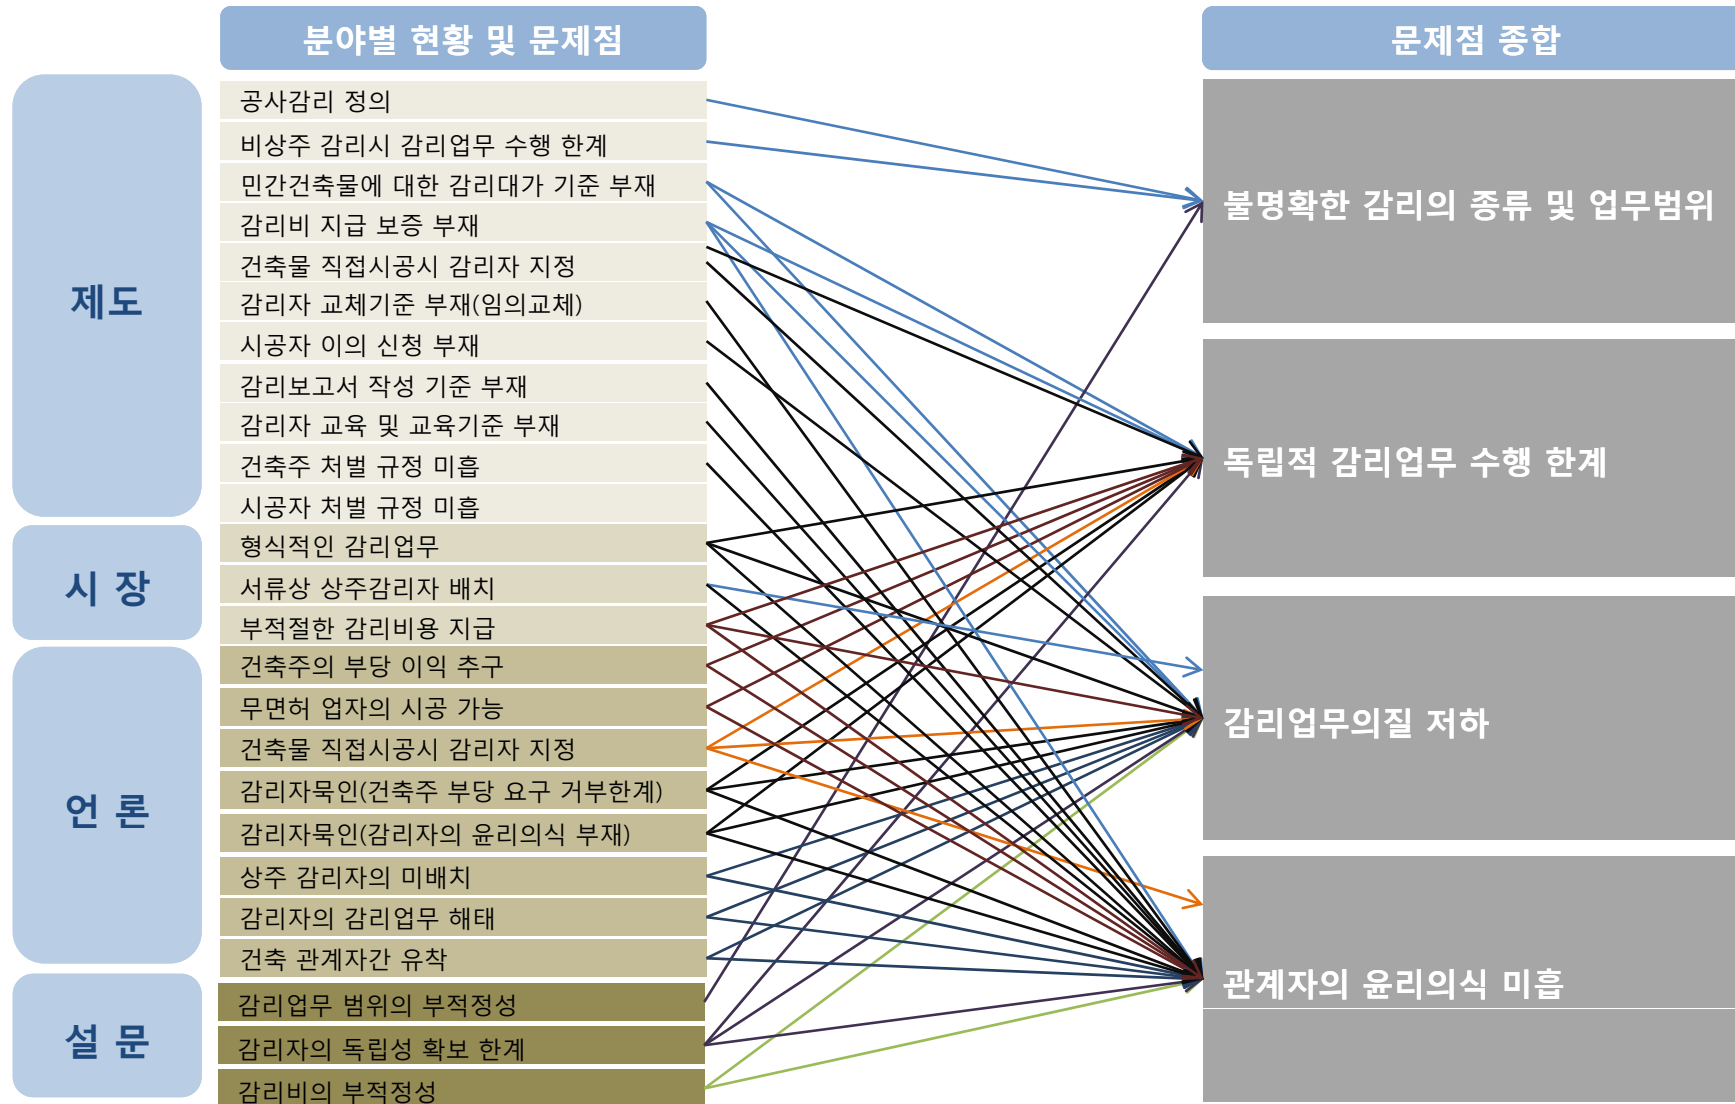 분야별 현황 및 문제점
문제점 종합
제도
공사감리 정의
비상주 감리시 감리업무 수행 한계
민간건축물에 대한 감리대가 기준 부재
감리비 지급 보증 부재
건축물 직접시공시 감리자 지정
감리자 교체기준 부재(임의교체)
시공자 이의 신청 부재
감리보고서 작성 기준 부재
감리자 교육 및 교육기준 부재
건축주 처벌 규정 미흡
시공자 처벌 규정 미흡
시 장
형식적인 감리업무
서류상 상주감리자 배치
부적절한 감리비용 지급
언 론
건축주의 부당 이익 추구
무면허 업자의 시공 가능
건축물 직접시공시 감리자 지정
감리자묵인(건축주 부당 요구 거부한계)
감리자묵인(감리자의 윤리의식 부재)
상주 감리자의 미배치
감리자의 감리업무 해태
건축 관계자간 유착
설 문
감리업무 범위의 부적정성
감리자의 독립성 확보 한계
감리비의 부적정성
불명확한 감리의 종류 및 업무범위
독립적 감리업무 수행 한계
감리업무의질 저하
관계자의 윤리의식 미흡